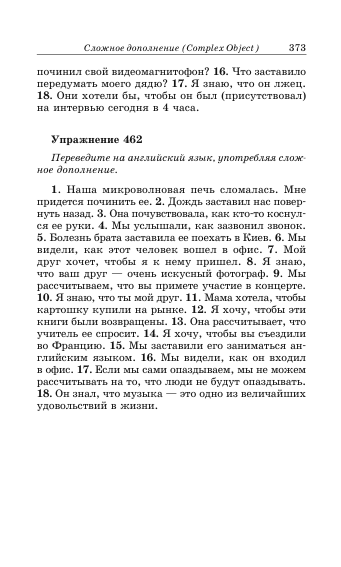 Сложное дополнение (Complex Object) 373
починил свой видеомагнитофон? 16. Что заставило
передумать моего дядю? 17. Я знаю, что он лжец.
18. Они хотели бы, чтобы он был (присутствовал)
на интервью сегодня в 4 часа.
Упражнение 462
Переведите на английский язык, употребляя слож-
ное дополнение.
1. Наша микроволновая печь сломалась. Мне
придется починить ее. 2. Дождь заставил нас повер-
нуть назад. 3. Она почувствовала, как кто-то коснул-
ся ее руки. 4. Мы услышали, как зазвонил звонок.
5. Болезнь брата заставила ее поехать в Киев. 6. Мы
видели, как этот человек вошел в офис. 7. Мой
друг хочет, чтобы я к нему пришел. 8. Я знаю,
что ваш друг — очень искусный фотограф. 9. Мы
рассчитываем, что вы примете участие в концерте.
10. Я знаю, что ты мой друг. 11. Мама хотела, чтобы
картошку купили на рынке. 12. Я хочу, чтобы эти
книги были возвращены. 13. Она рассчитывает, что
учитель ее спросит. 14. Я хочу, чтобы вы съездили
во Францию. 15. Мы заставили его заниматься ан-
глийским языком. 16. Мы видели, как он входил
в офис. 17. Если мы сами опаздываем, мы не можем
рассчитывать на то, что люди не будут опаздывать.
18. Он знал, что музыка — это одно из величайших
удовольствий в жизни.